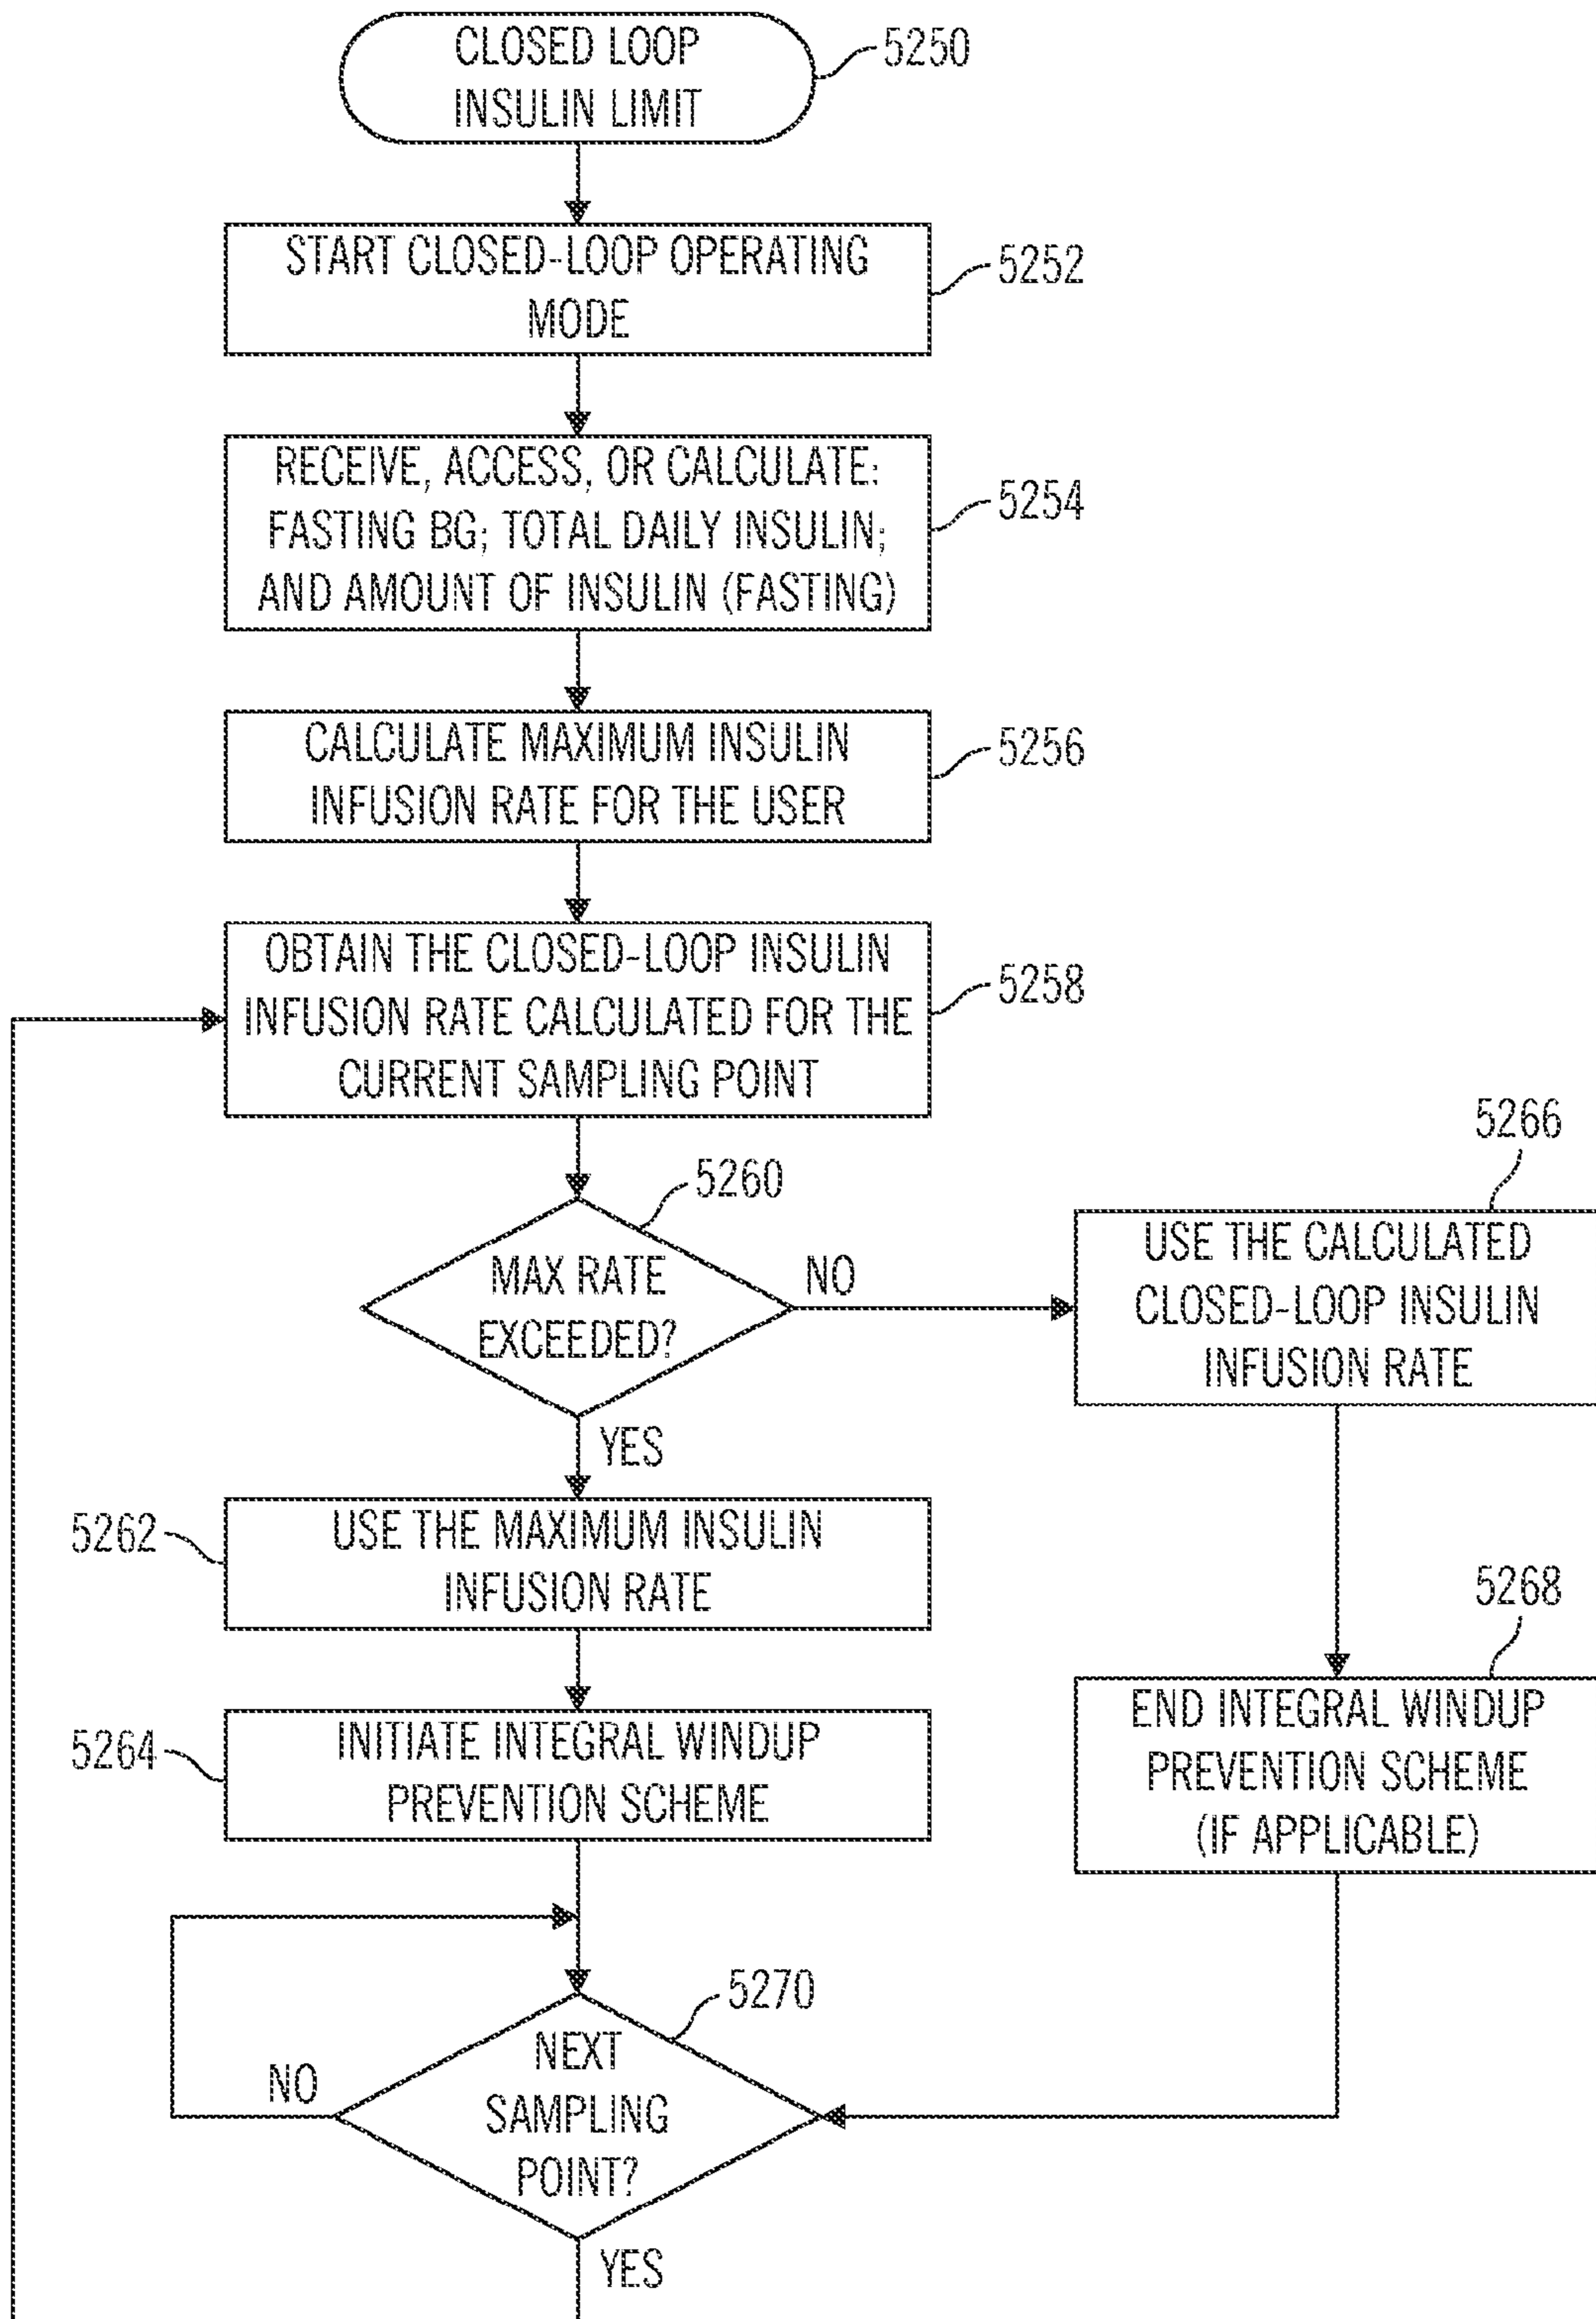 CLOSED LOOP
INSULIN LIMIT
5250
START CLOSED-LOOP OPERATING
MODE
5252
RECEIVE, ACCESS, OR CALCULATE:
FASTING BG; TOTAL DAILY INSULIN;
AND AMOUNT OF INSULIN (FASTING)
5254
CALCULATE MAXIMUM INSULIN
INFUSION RATE FOR THE USER
5256
OBTAIN THE CLOSED-LOOP INSULIN
INFUSION RATE CALCULATED FOR THE
CURRENT SAMPLING POINT
5258
5260
MAX RATE
EXCEEDED?
NO
YES
5266
USE THE CALCULATED
CLOSED-LOOP INSULIN
INFUSION RATE
5262
USE THE MAXIMUM INSULIN
INFUSION RATE
5268
END INTEGRAL WINDUP
PREVENTION SCHEME
(IF APPLICABLE)
5264
INITIATE INTEGRAL WINDUP
PREVENTION SCHEME
5270
NEXT
SAMPLING
POINT?
NO
YES